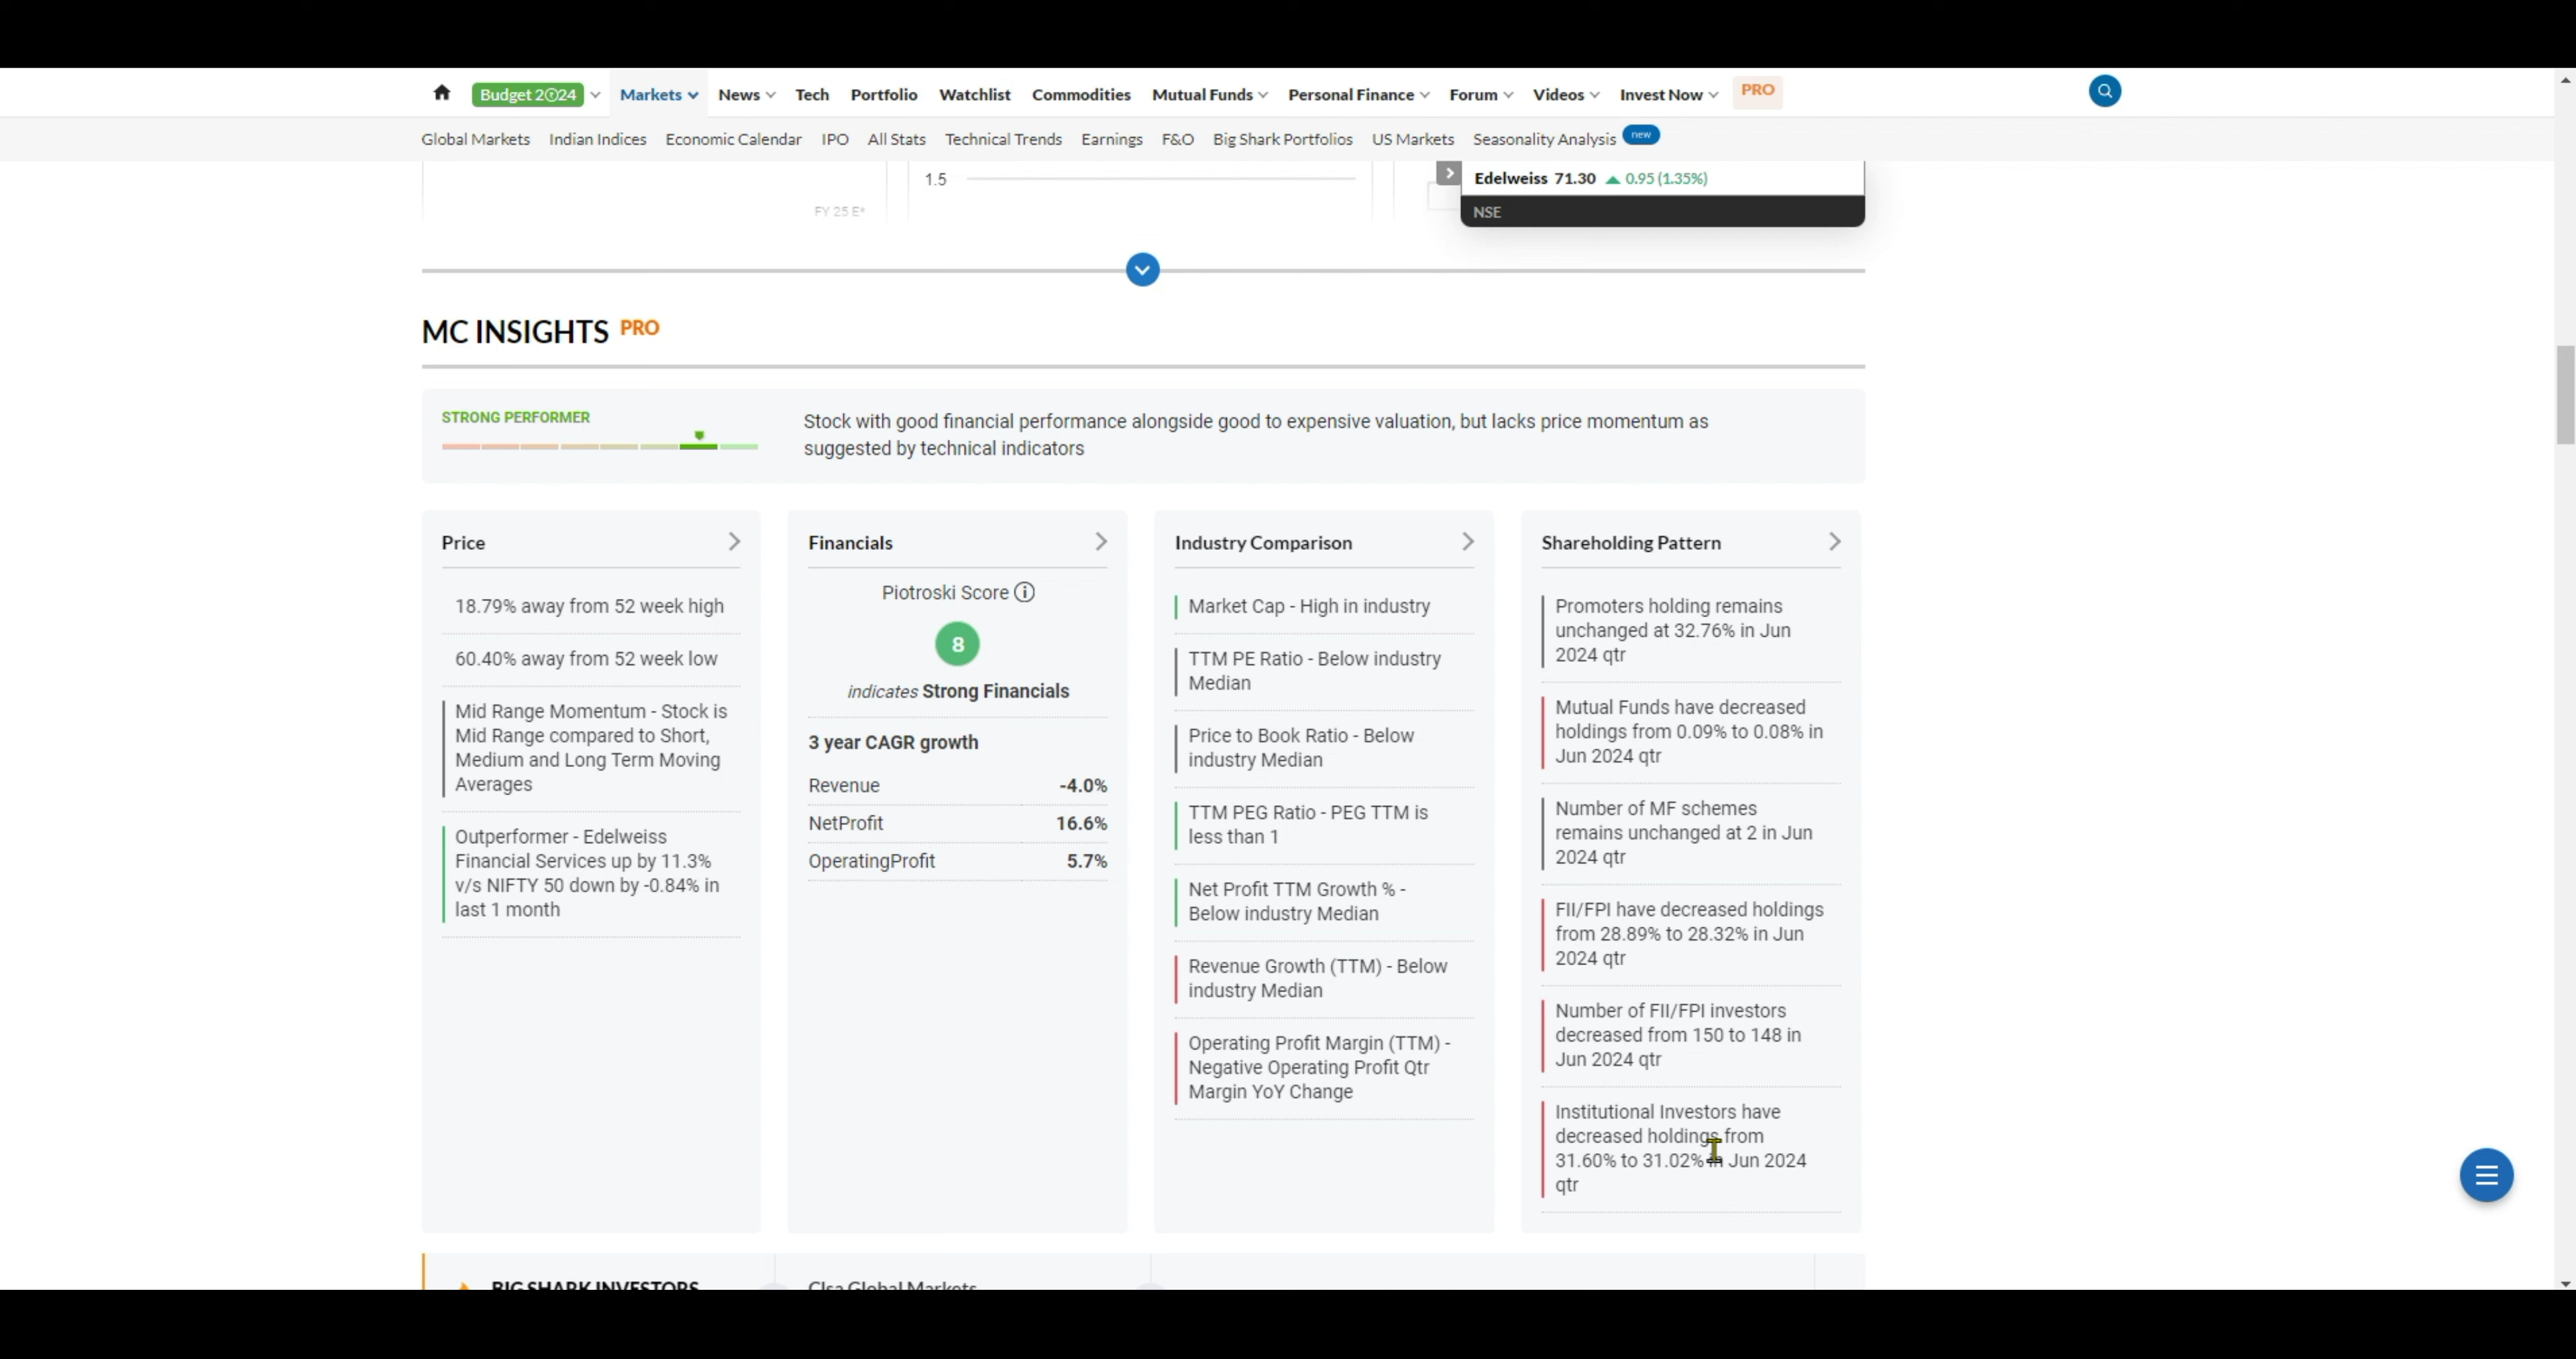 Budget 2024 Markets News Tech Portfolio Watchlist Commodities Mutual Funds Personal Finance Forum Videos Invest Now PRO
Global Markets Indian Indices Economic Calendar IPO All Stats Technical Trends Earnings F&O Big Shark Portfolios US Markets Seasonality Analysis new
1.5
FY 25 E*
Edelweiss 71.30 0.95 (1.35%)
NSE
MC INSIGHTS PRO
STRONG PERFORMER
Stock with good financial performance alongside good to expensive valuation, but lacks price momentum as
suggested by technical indicators
Price
18.79% away from 52 week high
60.40% away from 52 week low
Mid Range Momentum - Stock is
Mid Range compared to Short,
Medium and Long Term Moving
Averages
Outperformer - Edelweiss
Financial Services up by 11.3%
v/s NIFTY 50 down by -0.84% in
last 1 month
Financials
Piotroski Score
8
indicates Strong Financials
3 year CAGR growth
Revenue -4.0%
NetProfit 16.6%
OperatingProfit 5.7%
Industry Comparison
Market Cap - High in industry
TTM PE Ratio - Below industry
Median
Price to Book Ratio - Below
industry Median
TTM PEG Ratio - PEG TTM is
less than 1
Net Profit TTM Growth % -
Below industry Median
Revenue Growth (TTM) - Below
industry Median
Operating Profit Margin (TTM) -
Negative Operating Profit Qtr
Margin YoY Change
Shareholding Pattern
Promoters holding remains
unchanged at 32.76% in Jun
2024 qtr
Mutual Funds have decreased
holdings from 0.09% to 0.08% in
Jun 2024 qtr
Number of MF schemes
remains unchanged at 2 in Jun
2024 qtr
FII/FPI have decreased holdings
from 28.89% to 28.32% in Jun
2024 qtr
Number of FII/FPI investors
decreased from 150 to 148 in
Jun 2024 qtr
Institutional Investors have
decreased holdings from
31.60% to 31.02% in Jun 2024
qtr
BIG SHARK INVESTORS
Clsa Global Markets